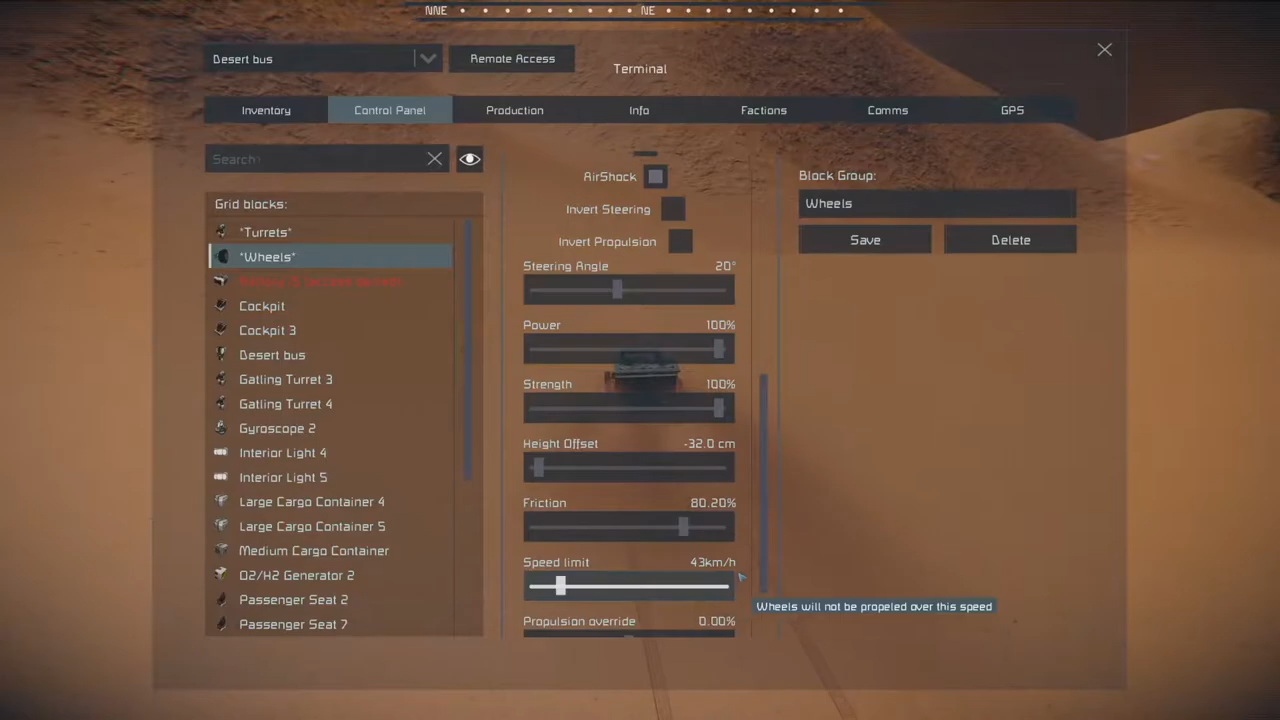 NNE
NE
Desert bus
Remote Access
Terminal
Inventory
Control Panel
Production
Info
Factions
Comms
GPS
Search
Grid blocks:
*Turrets*
*Wheels*
Cockpit
Cockpit 3
Desert bus
Gatling Turret 3
Gatling Turret 4
Gyroscope 2
Interior Light 4
Interior Light 5
Large Cargo Container 4
Large Cargo Container 5
Medium Cargo Container
O2/H2 Generator 2
Passenger Seat 2
Passenger Seat 7
AirShock
Invert Steering
Invert Propulsion
Steering Angle 20°
Power 100%
Strength 100%
Height Offset -32.0 cm
Friction 80.20%
Speed limit 43km/h
Propulsion override 0.00%
Wheels will not be propeled over this speed
Block Group:
Wheels
Save
Delete